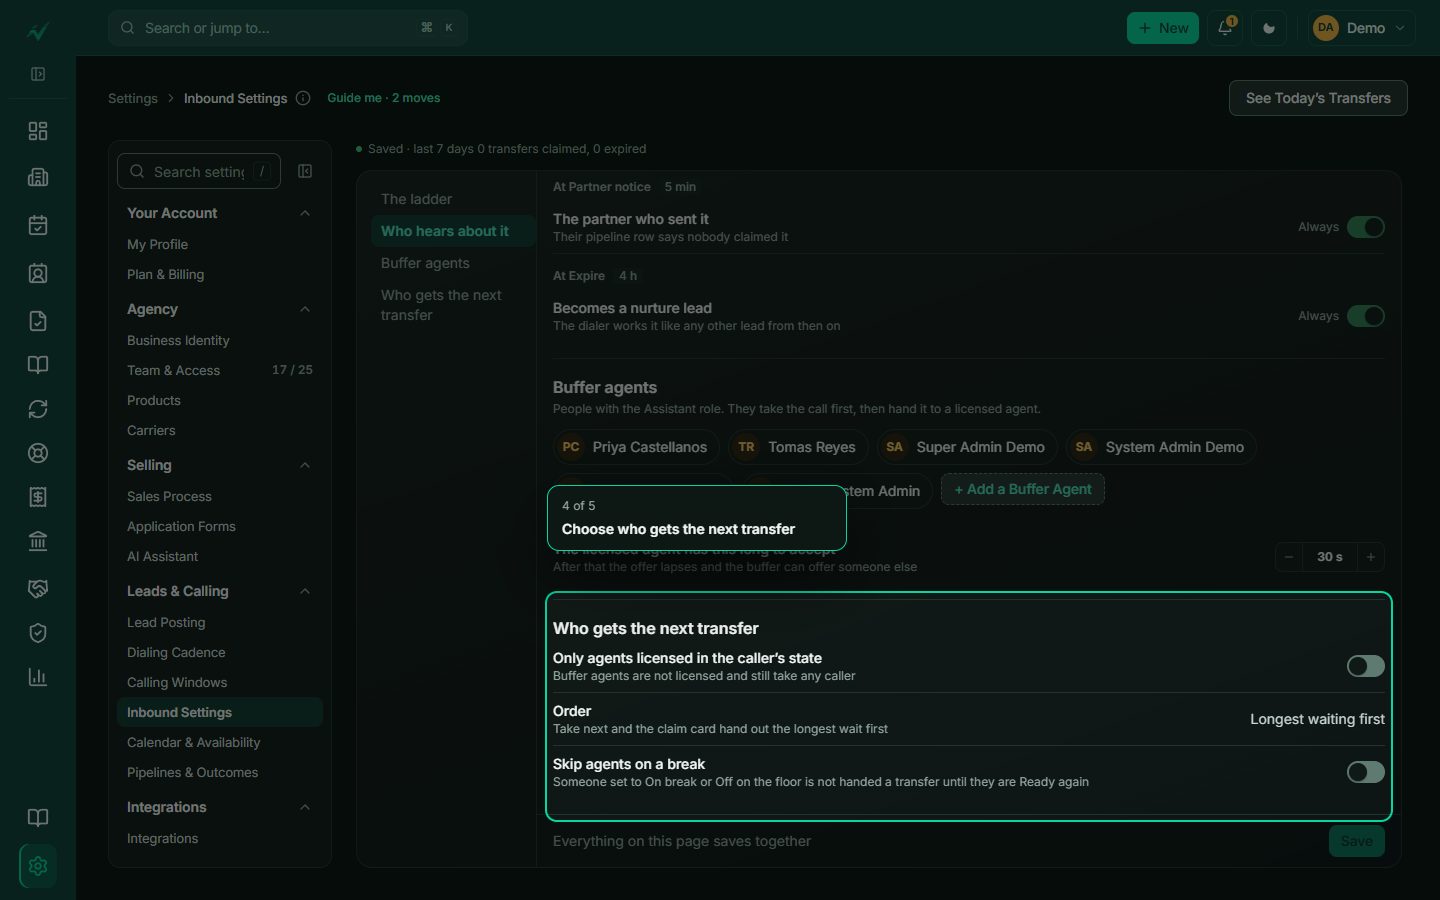 Search or jump to...
⌘ K
New
1
DA
Demo
Settings
Inbound Settings
Guide me · 2 moves
See Today's Transfers
Search setting
/
Your Account
My Profile
Plan & Billing
Agency
Business Identity
Team & Access
17 / 25
Products
Carriers
Selling
Sales Process
Application Forms
AI Assistant
Leads & Calling
Lead Posting
Dialing Cadence
Calling Windows
Inbound Settings
Calendar & Availability
Pipelines & Outcomes
Integrations
Integrations
Saved · last 7 days 0 transfers claimed, 0 expired
The ladder
Who hears about it
Buffer agents
Who gets the next
transfer
At Partner notice 5 min
The partner who sent it
Their pipeline row says nobody claimed it
Always
At Expire 4 h
Becomes a nurture lead
The dialer works it like any other lead from then on
Always
Buffer agents
People with the Assistant role. They take the call first, then hand it to a licensed agent.
PC Priya Castellanos
TR Tomas Reyes
SA Super Admin Demo
SA System Admin Demo
stem Admin
+ Add a Buffer Agent
4 of 5
Choose who gets the next transfer
The licensed agent has this long to accept
After that the offer lapses and the buffer can offer someone else
− 30 s +
Who gets the next transfer
Only agents licensed in the caller's state
Buffer agents are not licensed and still take any caller
Order
Take next and the claim card hand out the longest wait first
Longest waiting first
Skip agents on a break
Someone set to On break or Off on the floor is not handed a transfer until they are Ready again
Everything on this page saves together
Save